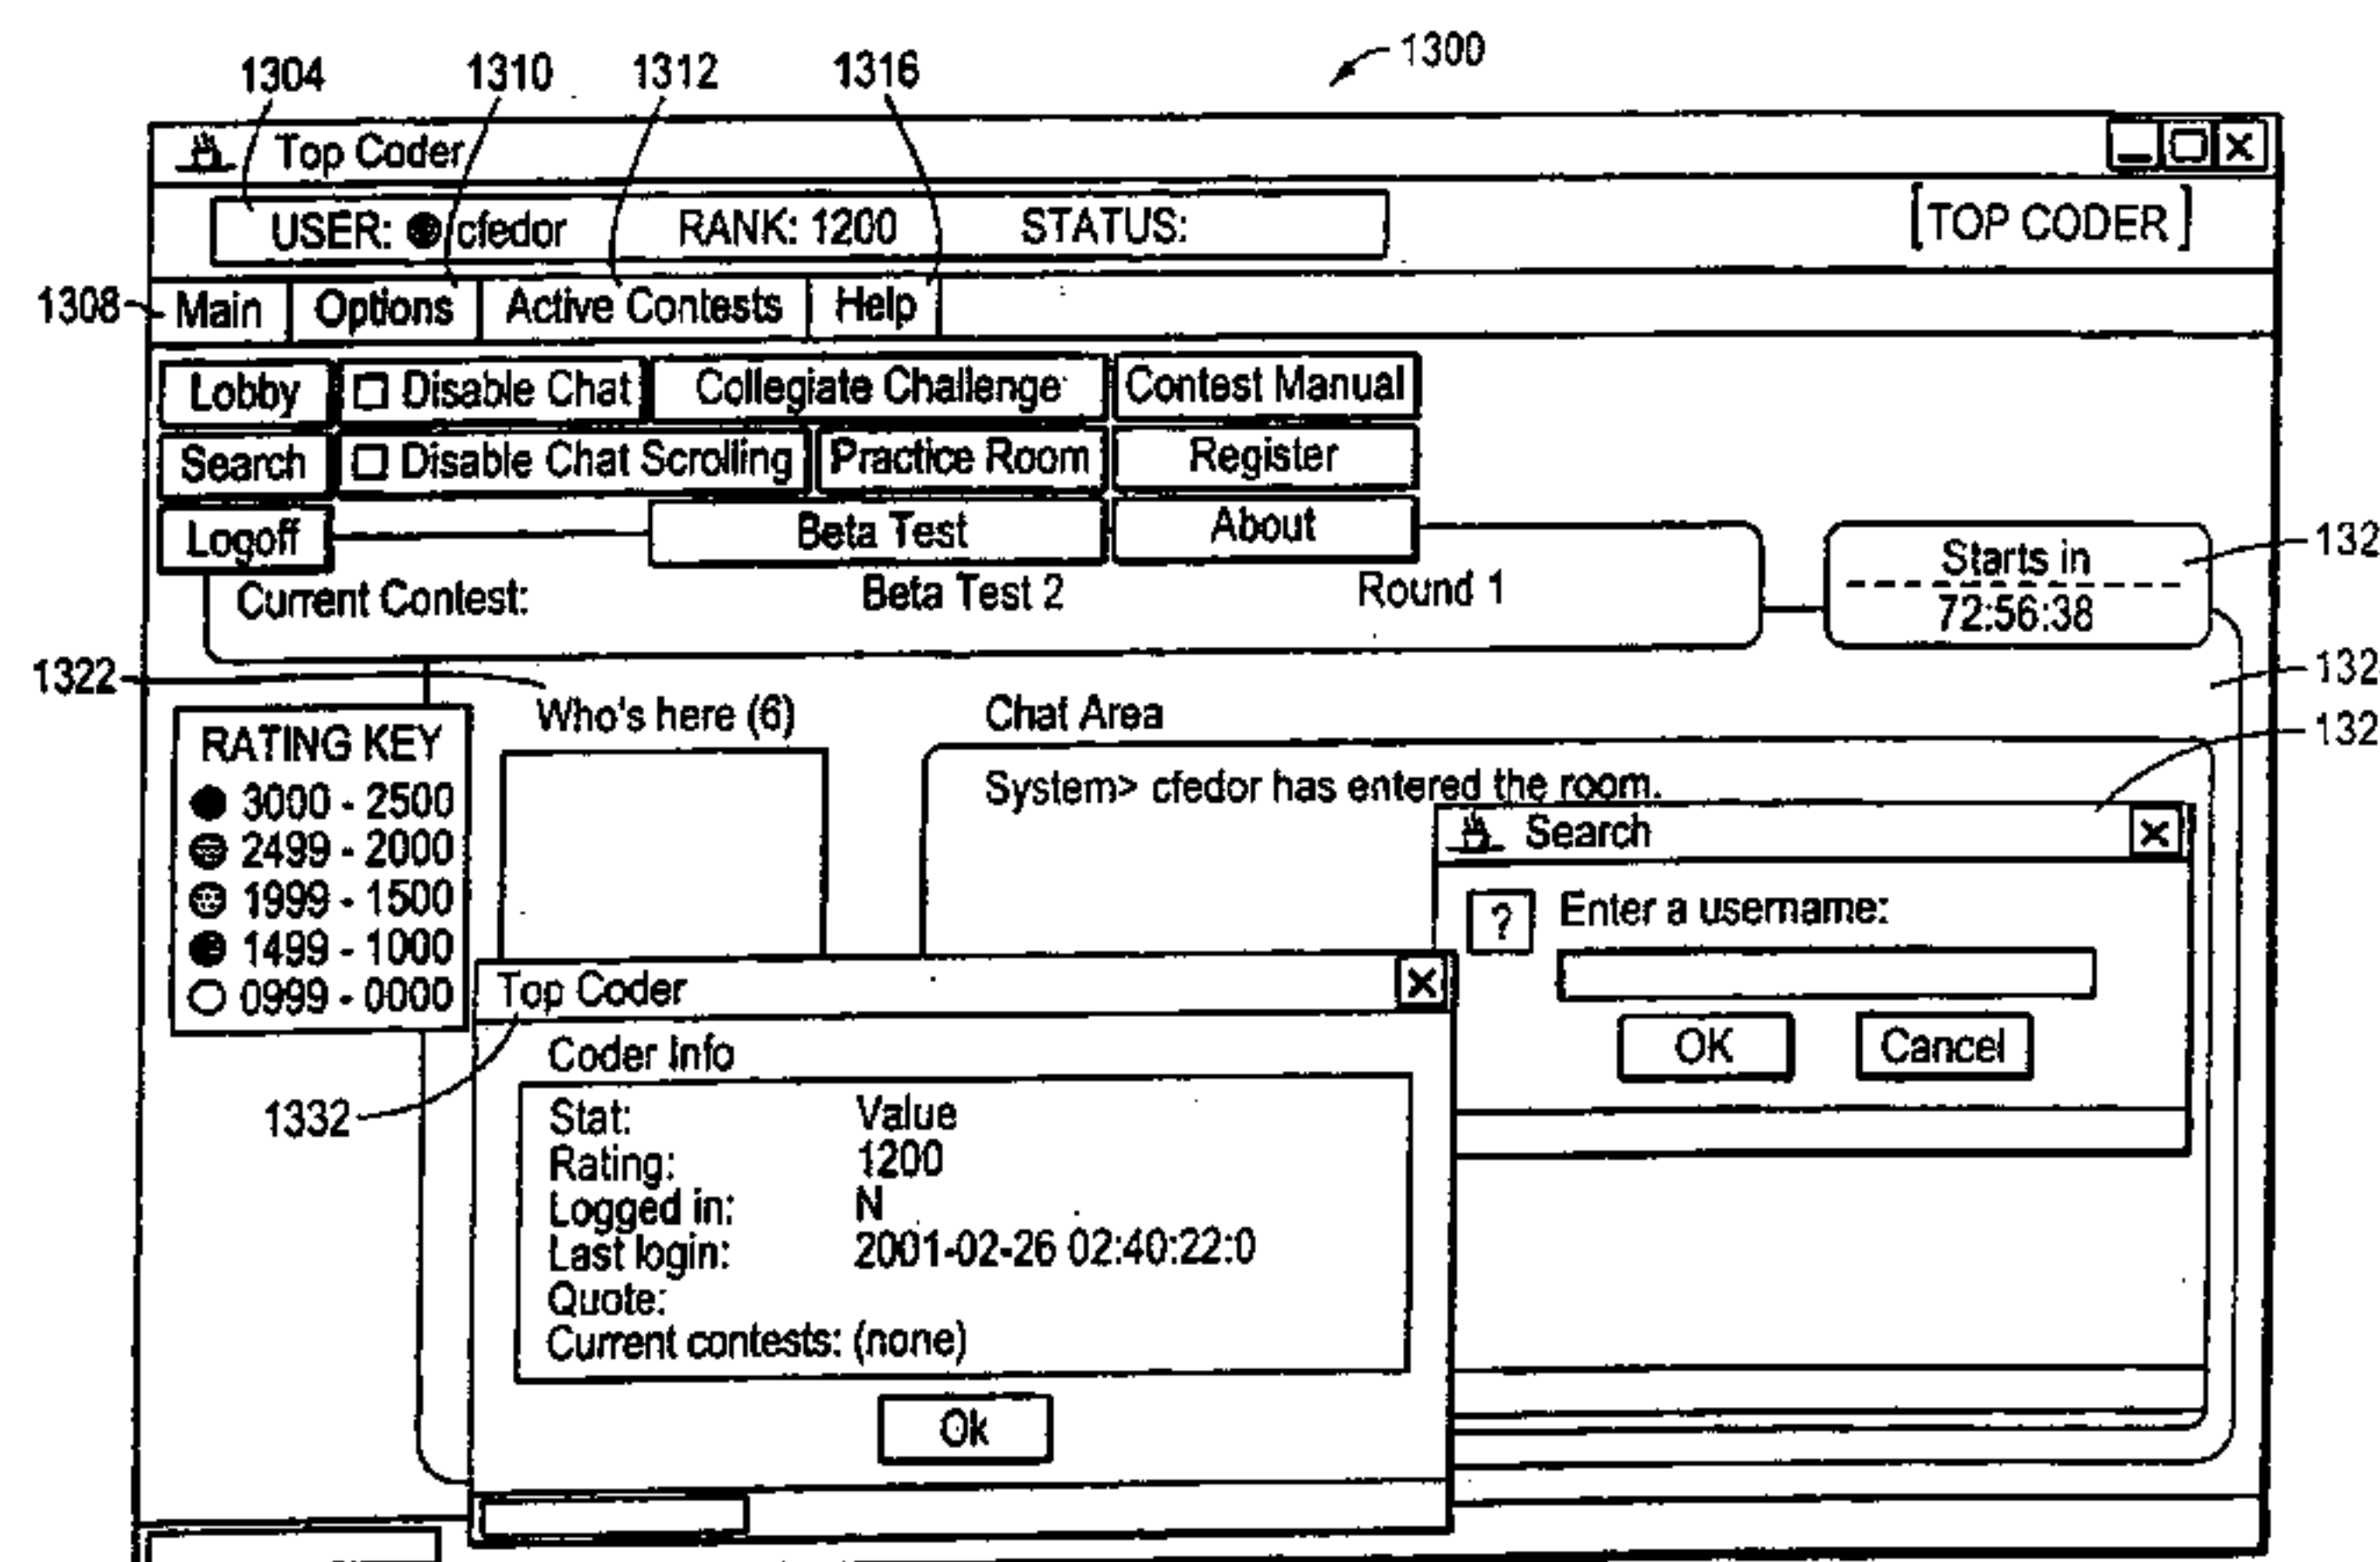 1300
1304 1310 1312 1316
Top Coder
USER: cfedor RANK: 1200 STATUS: [TOP CODER]
1308 Main Options Active Contests Help
Lobby Disable Chat Collegiate Challenge Contest Manual
Search Disable Chat Scrolling Practice Room Register
Logoff Beta Test About
Starts in 132
Current Contest: Beta Test 2 Round 1 72:56:38
1322 132
Who's here (6) Chat Area 132
RATING KEY
3000 - 2500
2499 - 2000
1999 - 1500
1499 - 1000
0999 - 0000
System> cfedor has entered the room.
Search
? Enter a username:
OK Cancel
Top Coder
Coder Info
1332
Stat: Value
Rating: 1200
Logged in: N
Last login: 2001-02-26 02:40:22:0
Quote:
Current contests: (none)
Ok